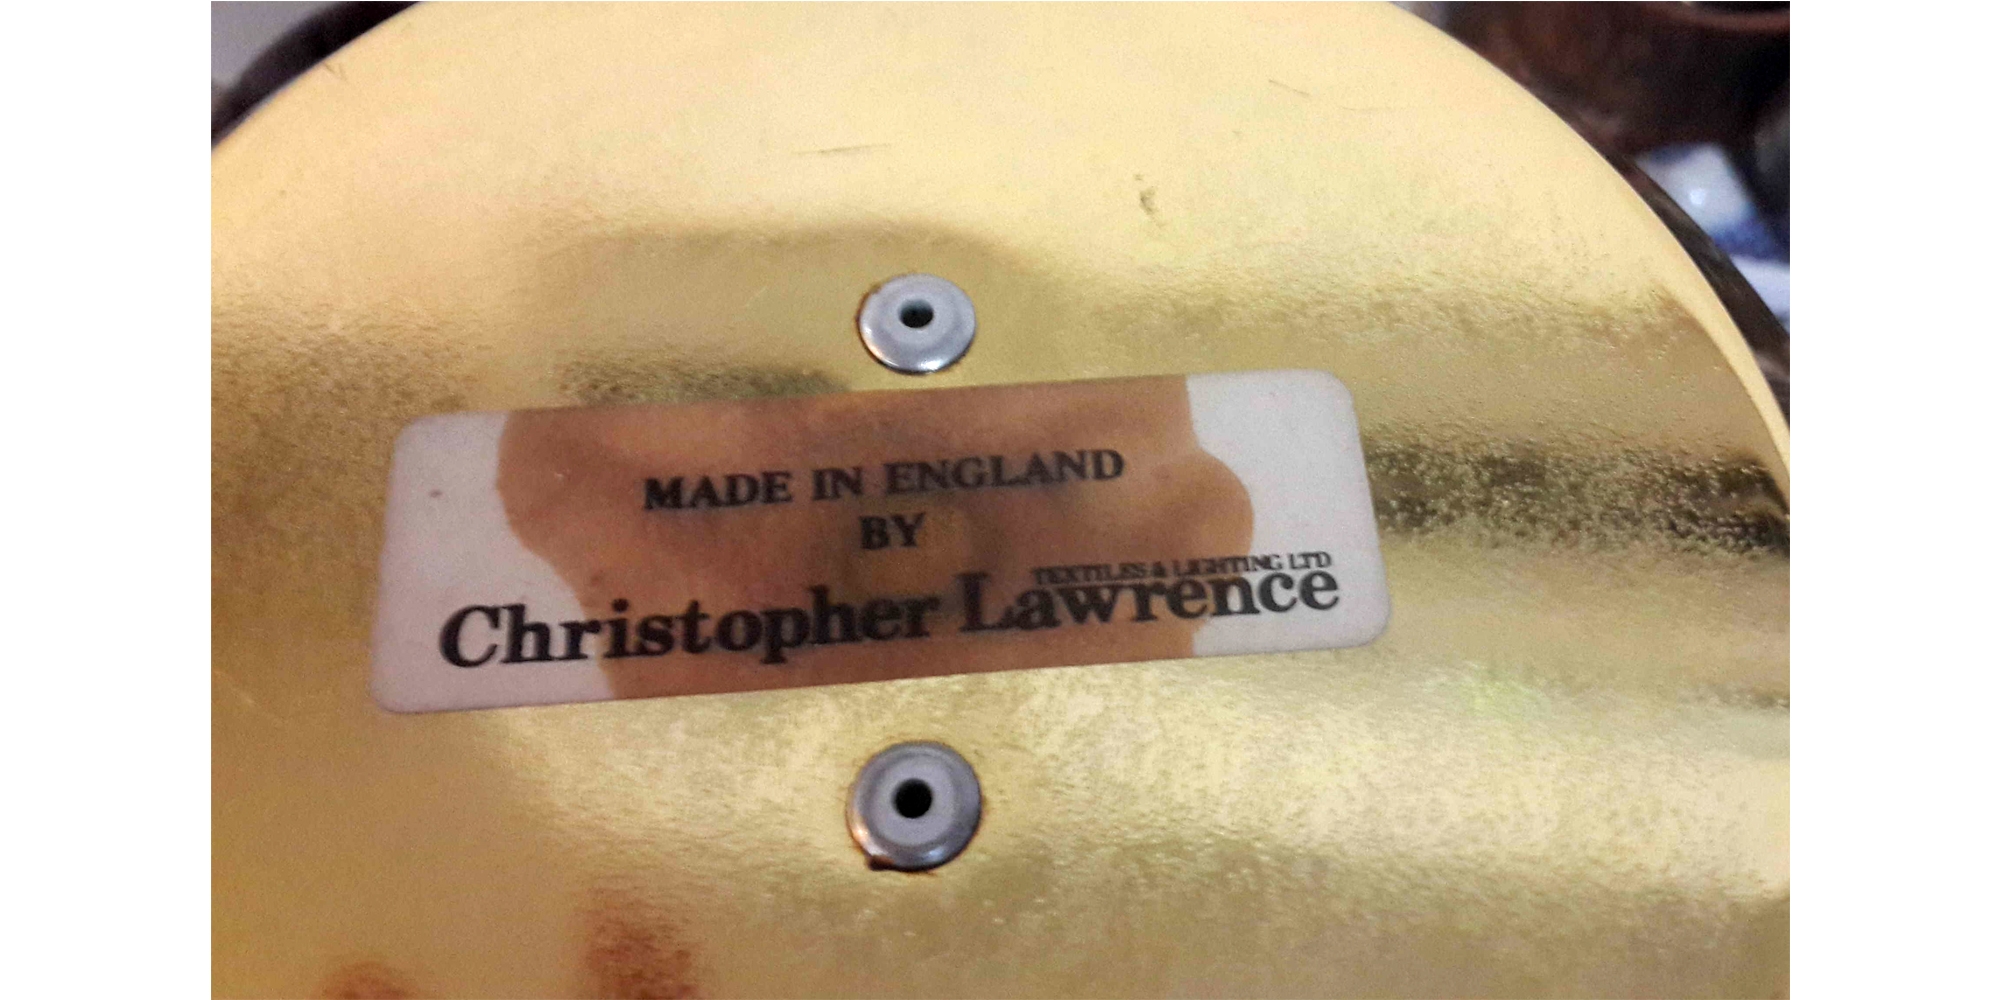 MADE IN ENGLAND
BY
TEXTILES & LIGHTING LTD
Christopher Lawrence